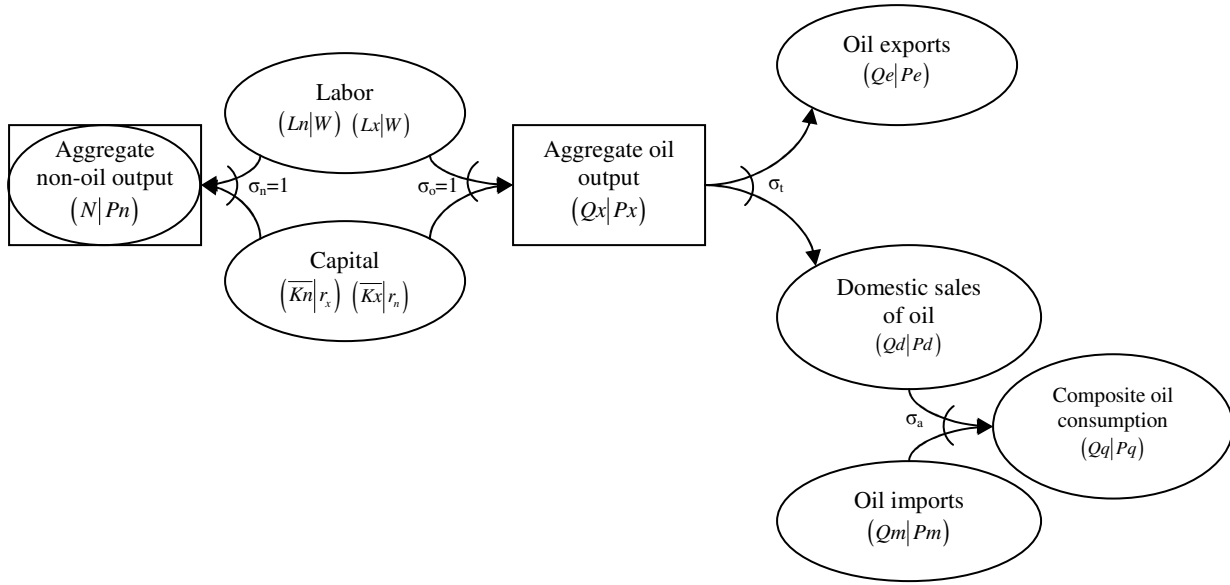 Oil exports
(Qe|Pe)
Labor
(Ln|W) (Lx|W)
Aggregate
non-oil output
(N|Pn)
σₙ=1
σₒ=1
Aggregate oil
output
(Qx|Px)
σₜ
Capital
(K̅n̅|rₓ) (K̅x̅|rₙ)
Domestic sales
of oil
(Qd|Pd)
σₐ
Composite oil
consumption
(Qq|Pq)
Oil imports
(Qm|Pm)